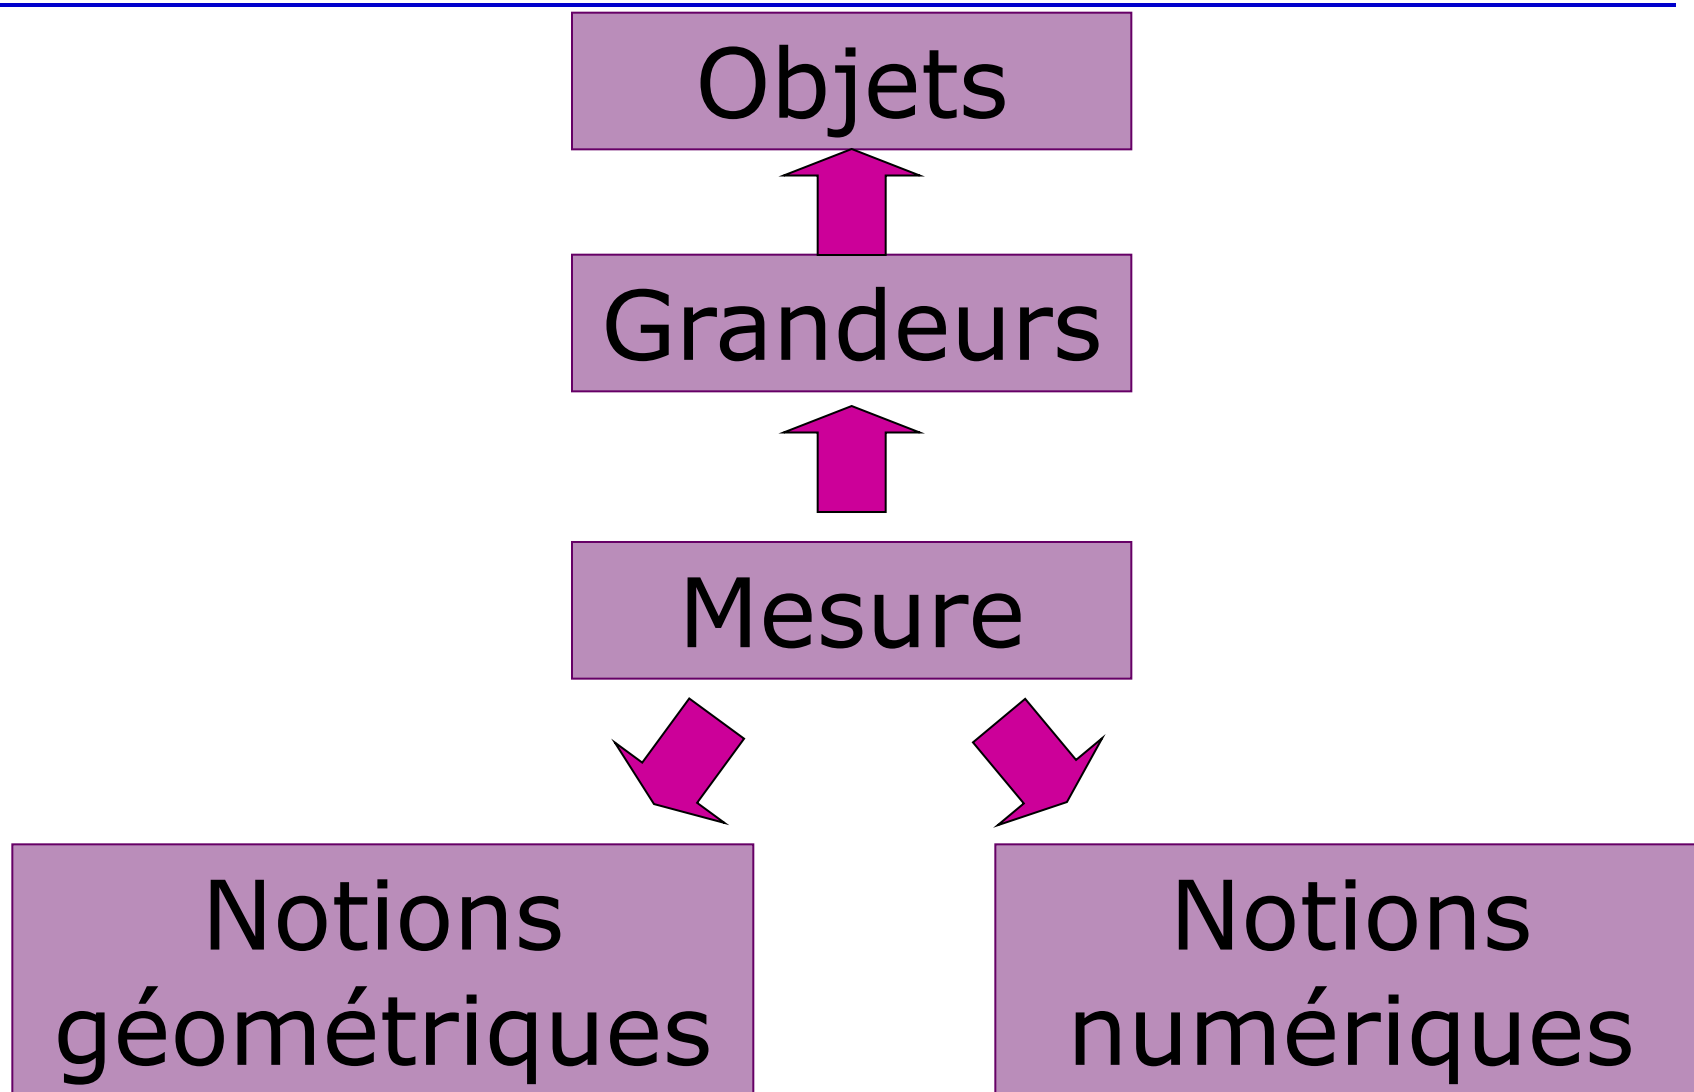 Objets
Grandeurs
Mesure
Notions
géométriques
Notions
numériques